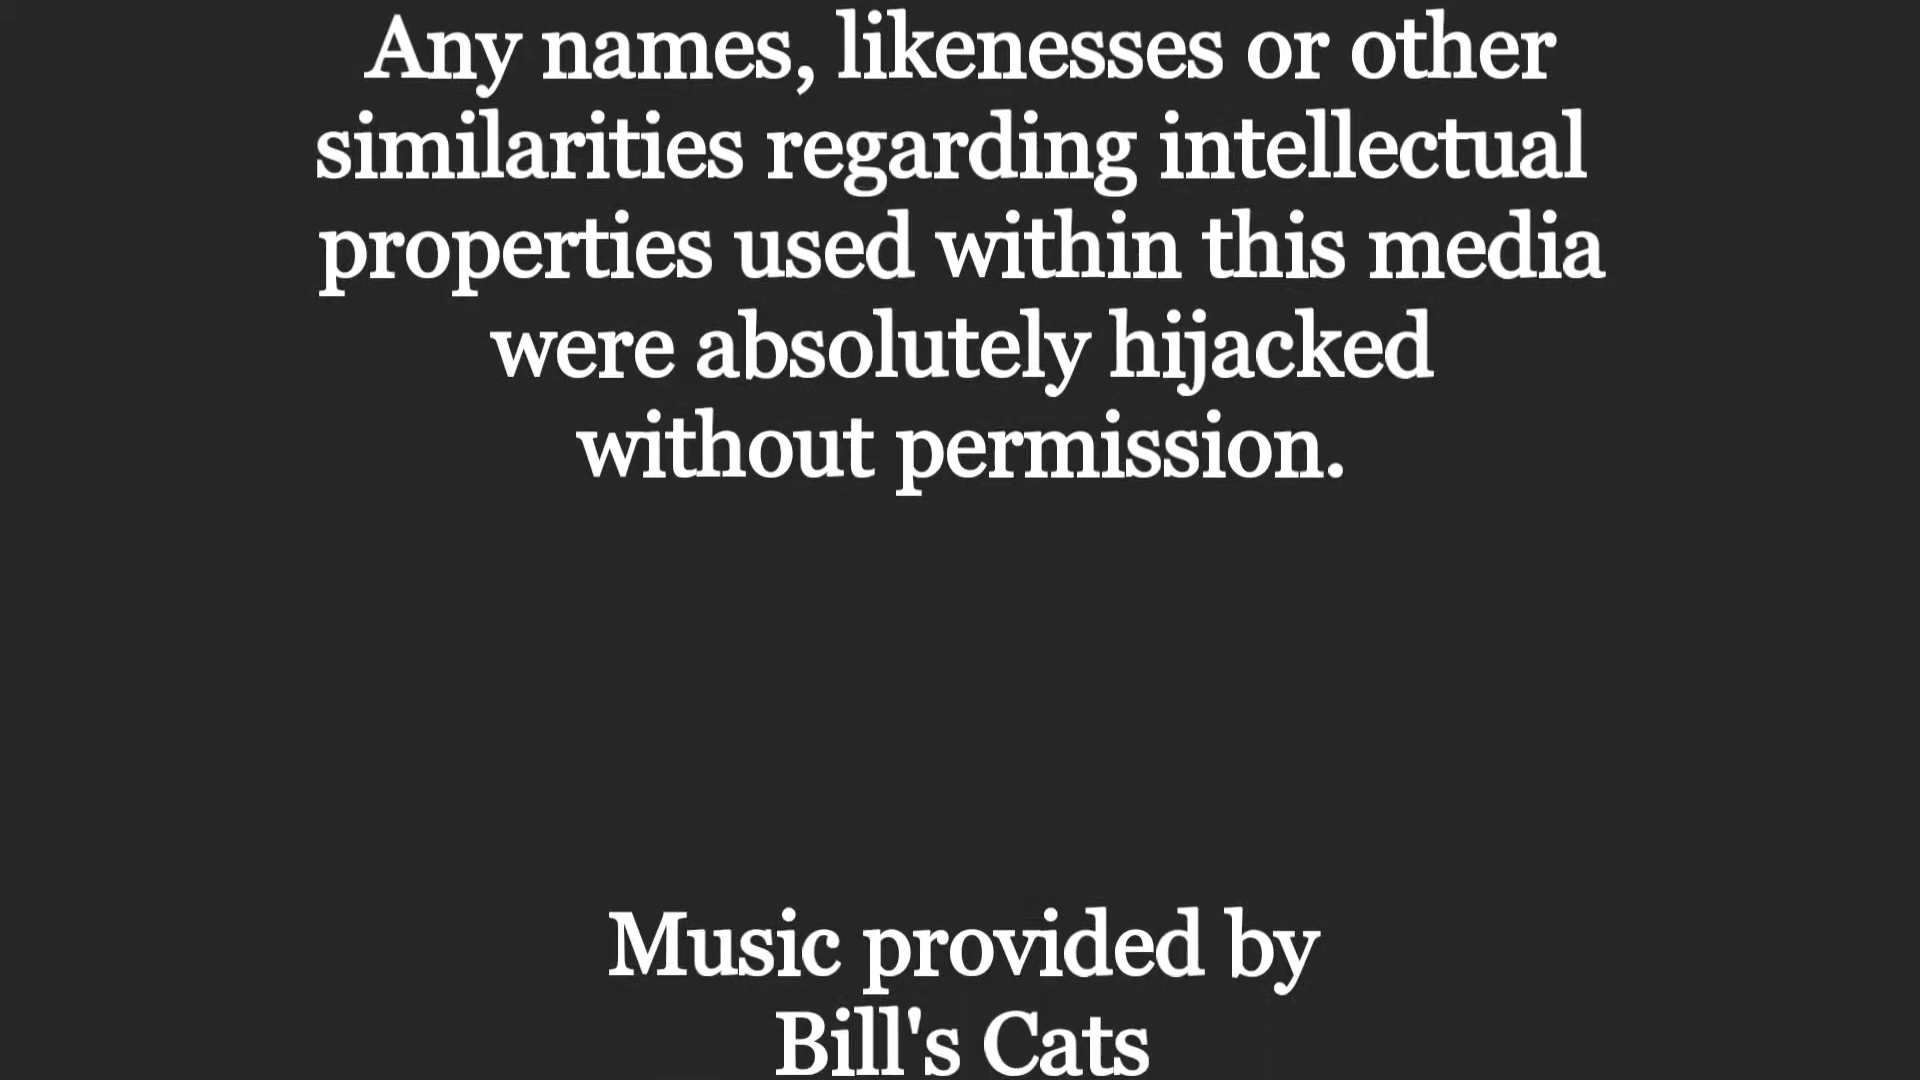 Any names, likenesses or other
similarities regarding intellectual
properties used within this media
were absolutely hijacked
without permission.
Music provided by
Bill's Cats